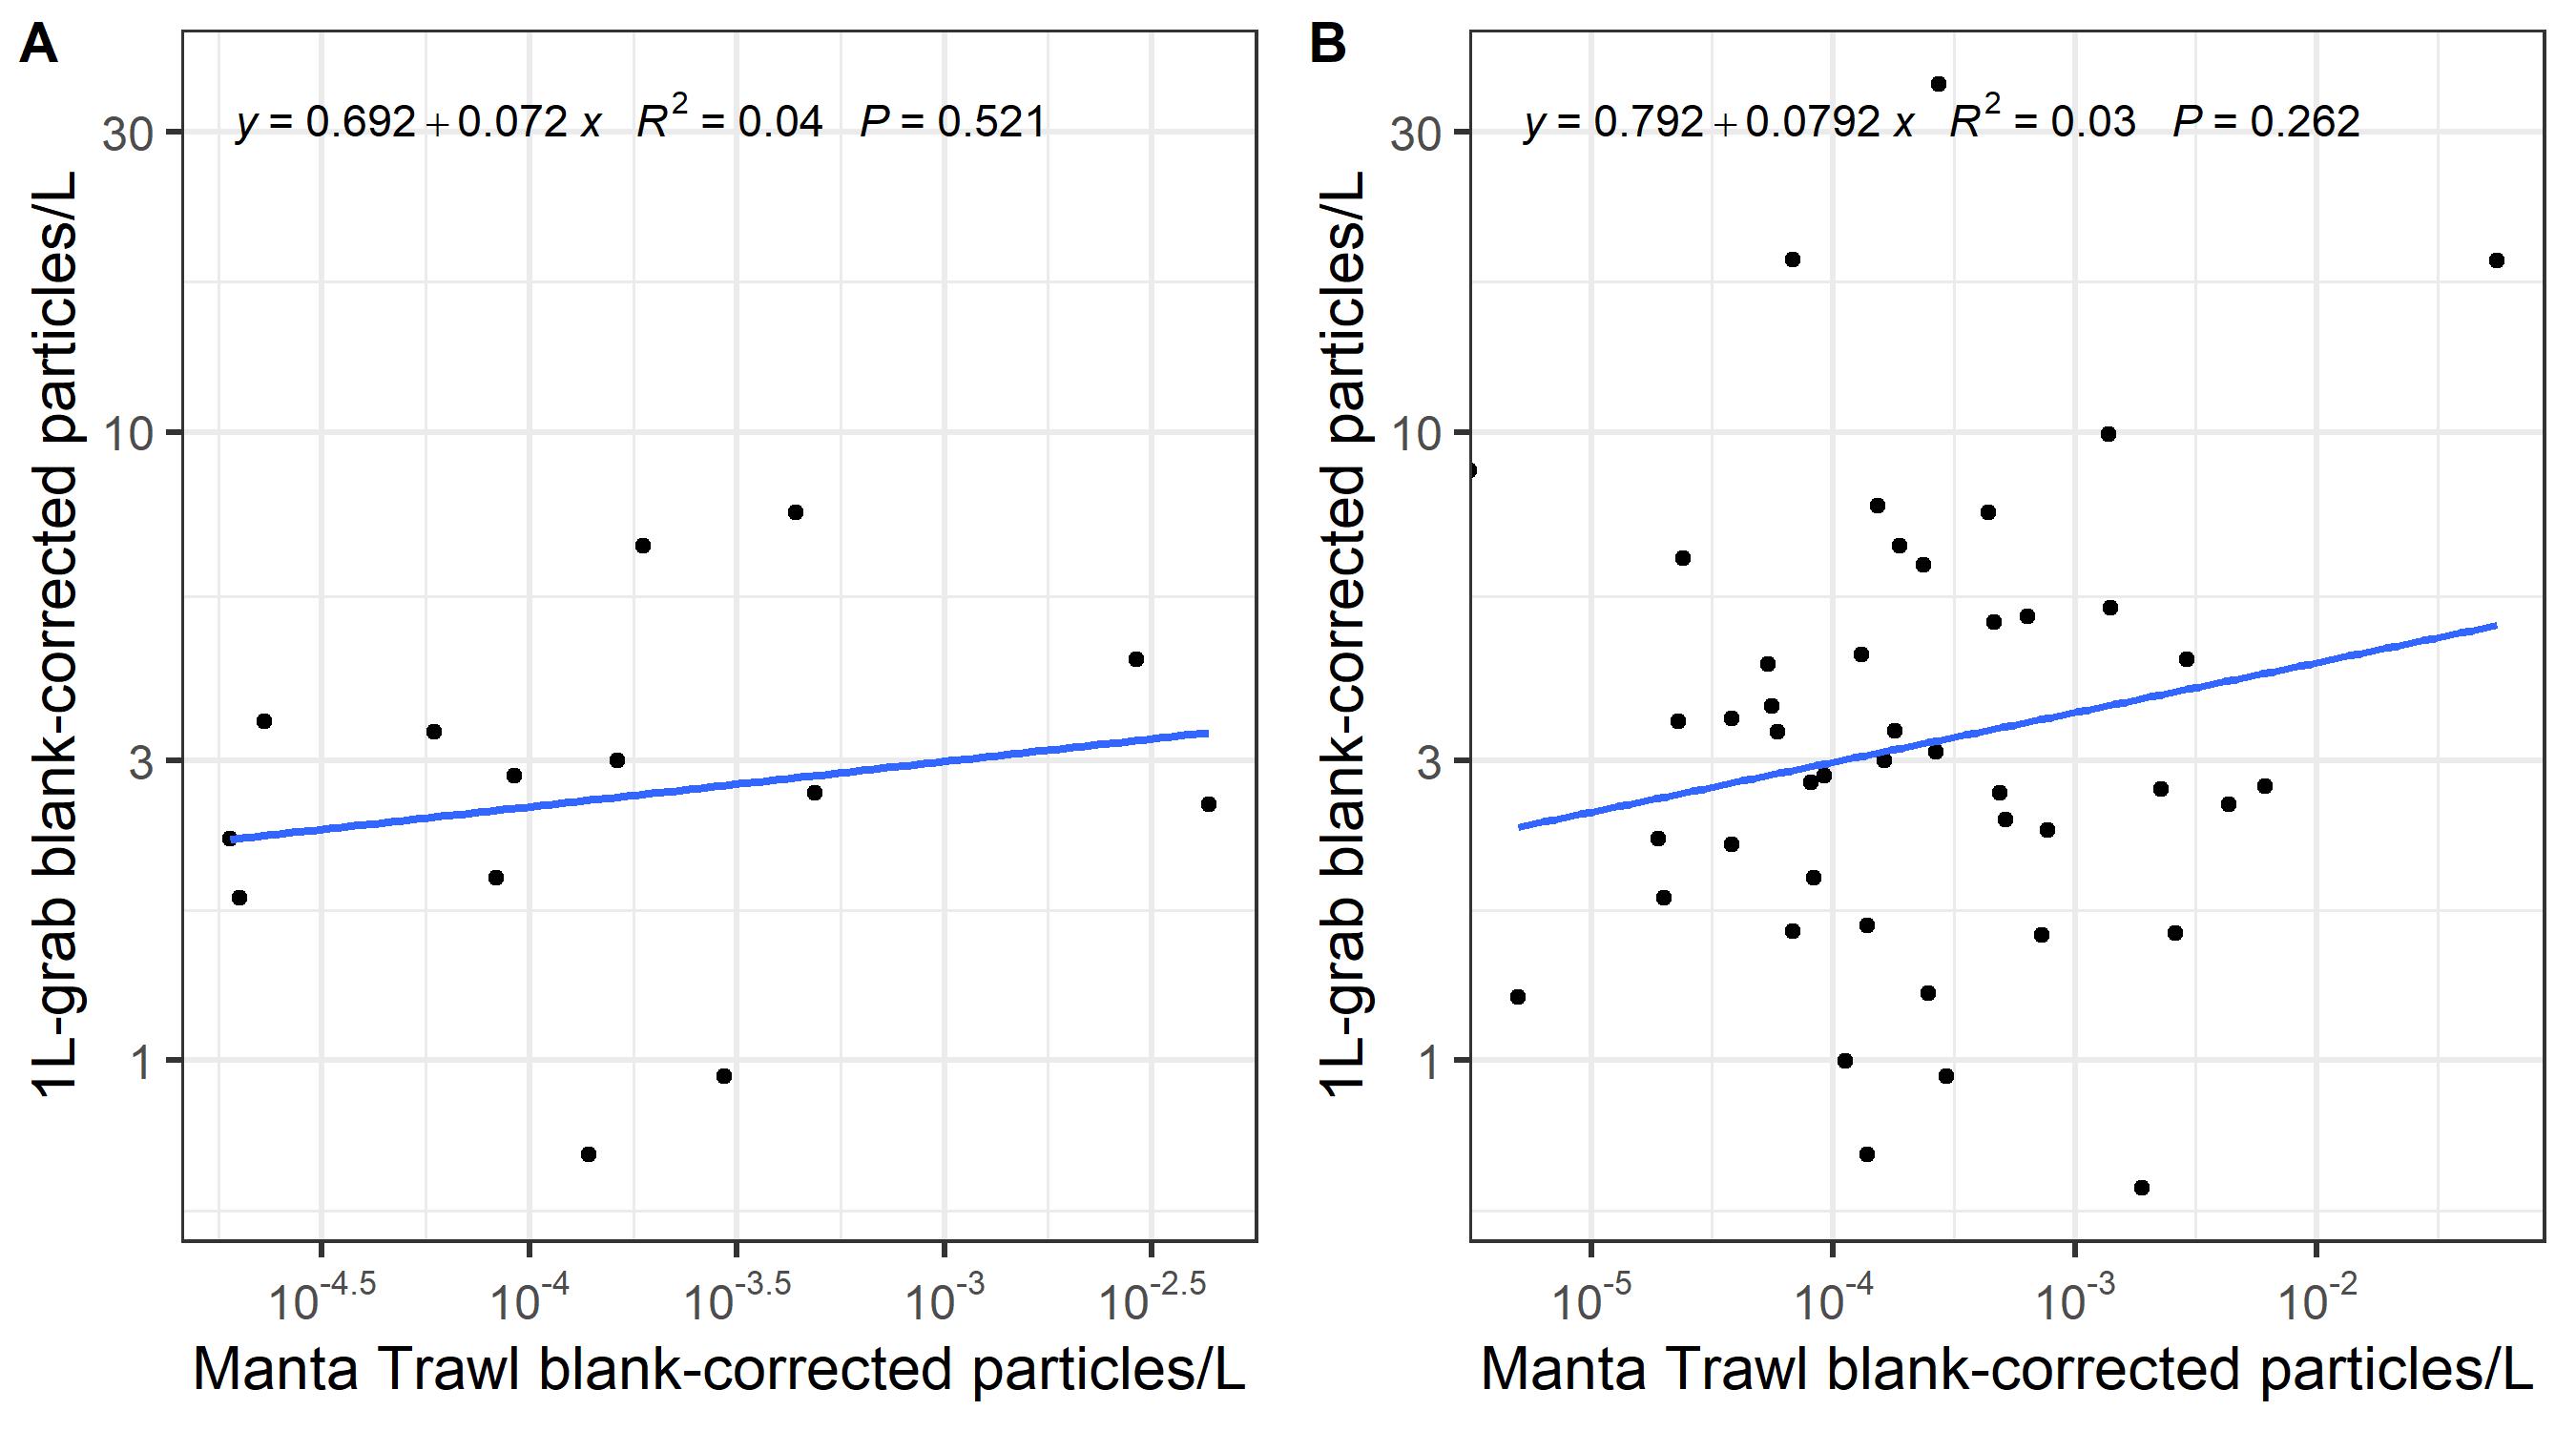 A
y = 0.692 + 0.072 x R² = 0.04 P = 0.521
30
10
3
1
1L-grab blank-corrected particles/L
10^-4.5 10^-4 10^-3.5 10^-3 10^-2.5
Manta Trawl blank-corrected particles/L
B
y = 0.792 + 0.0792 x R² = 0.03 P = 0.262
30
10
3
1
1L-grab blank-corrected particles/L
10^-5 10^-4 10^-3 10^-2
Manta Trawl blank-corrected particles/L